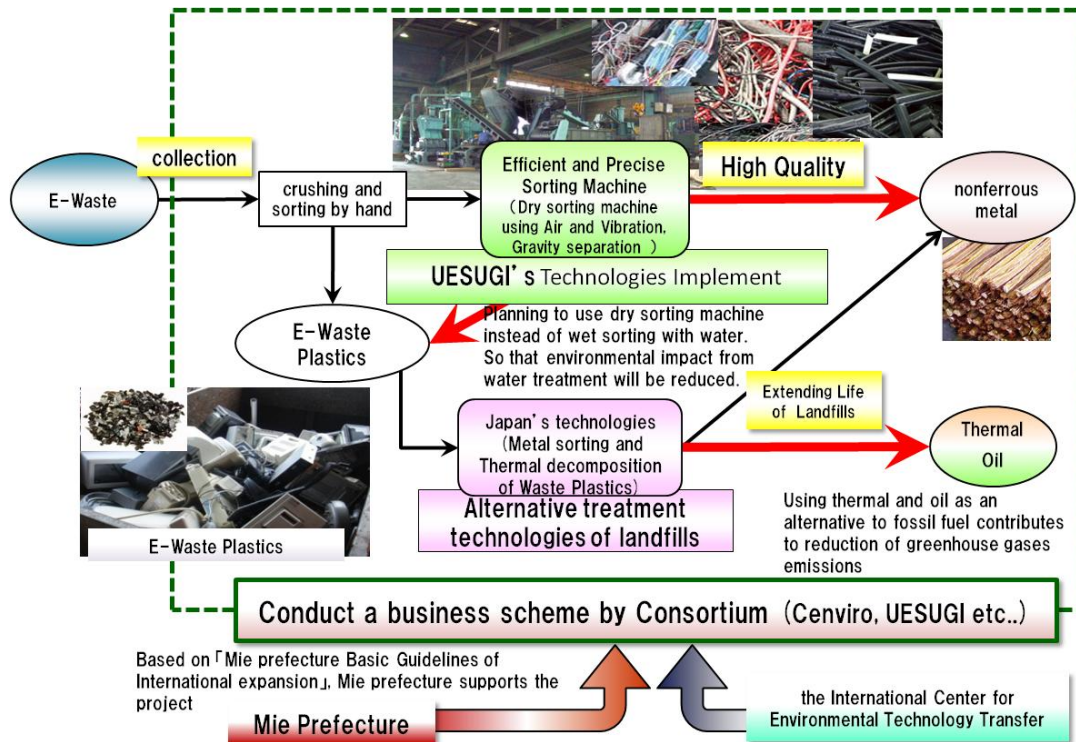 collection
E-Waste
crushing and
sorting by hand
Efficient and Precise
Sorting Machine
(Dry sorting machine
using Air and Vibration,
Gravity separation )
High Quality
nonferrous
metal
UESUGI's Technologies Implement
E-Waste
Plastics
Planning to use dry sorting machine
instead of wet sorting with water.
So that environmental impact from
water treatment will be reduced.
Extending Life
of Landfills
Japan's technologies
(Metal sorting and
Thermal decomposition
of Waste Plastics)
Thermal
Oil
Alternative treatment
technologies of landfills
E-Waste Plastics
Using thermal and oil as an
alternative to fossil fuel contributes
to reduction of greenhouse gases
emissions
Conduct a business scheme by Consortium (Cenviro, UESUGI etc..)
Based on「Mie prefecture Basic Guidelines of
International expansion」, Mie prefecture supports the
project
Mie Prefecture
the International Center for
Environmental Technology Transfer